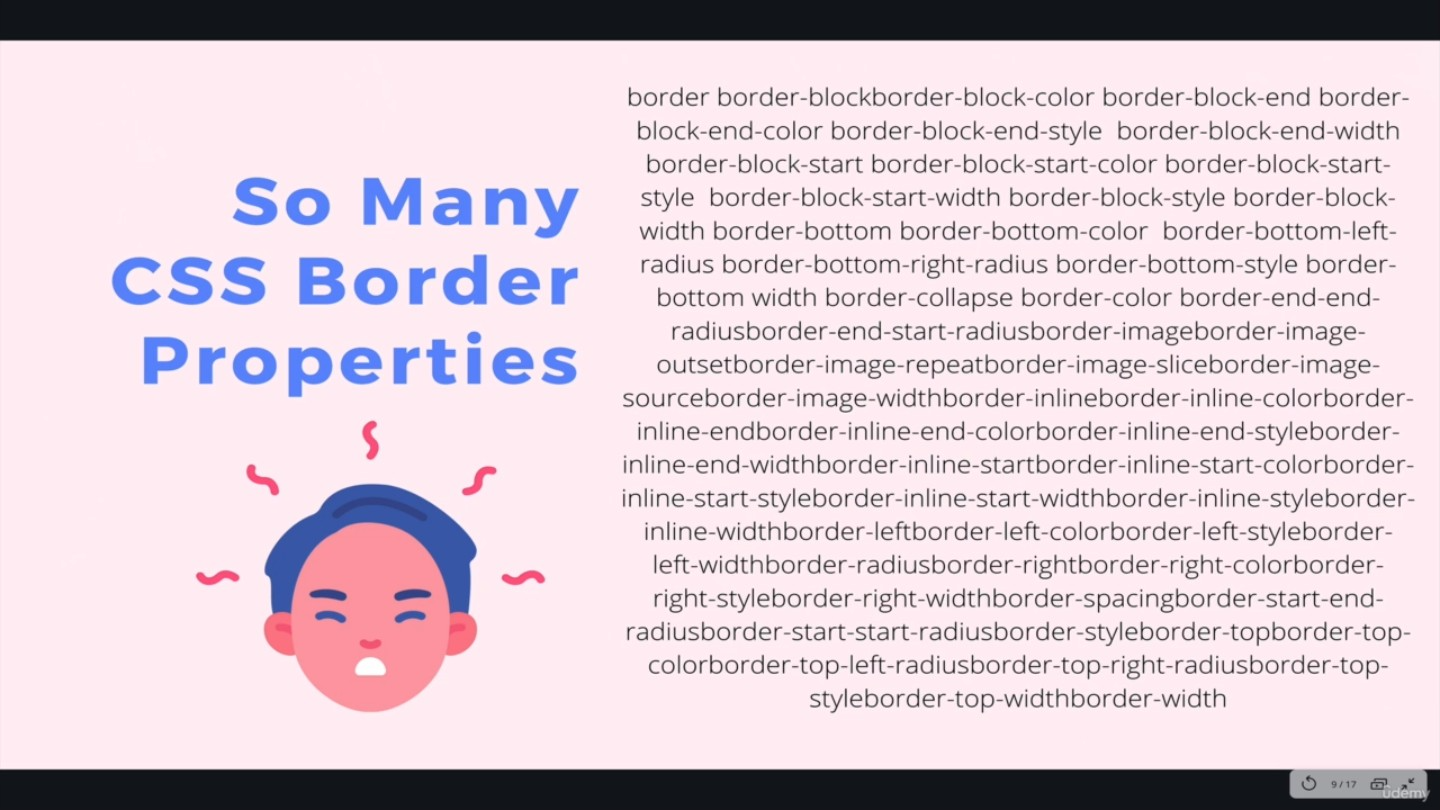 So Many
CSS Border
Properties
border border-blockborder-block-color border-block-end border-
block-end-color border-block-end-style  border-block-end-width
border-block-start border-block-start-color border-block-start-
style  border-block-start-width border-block-style border-block-
width border-bottom border-bottom-color  border-bottom-left-
radius border-bottom-right-radius border-bottom-style border-
bottom width border-collapse border-color border-end-end-
radiusborder-end-start-radiusborder-imageborder-image-
outsetborder-image-repeatborder-image-sliceborder-image-
sourceborder-image-widthborder-inlineborder-inline-colorborder-
inline-endborder-inline-end-colorborder-inline-end-styleborder-
inline-end-widthborder-inline-startborder-inline-start-colorborder-
inline-start-styleborder-inline-start-widthborder-inline-styleborder-
inline-widthborder-leftborder-left-colorborder-left-styleborder-
left-widthborder-radiusborder-rightborder-right-colorborder-
right-styleborder-right-widthborder-spacingborder-start-end-
radiusborder-start-start-radiusborder-styleborder-topborder-top-
colorborder-top-left-radiusborder-top-right-radiusborder-top-
styleborder-top-widthborder-width
9/17
ûdemy